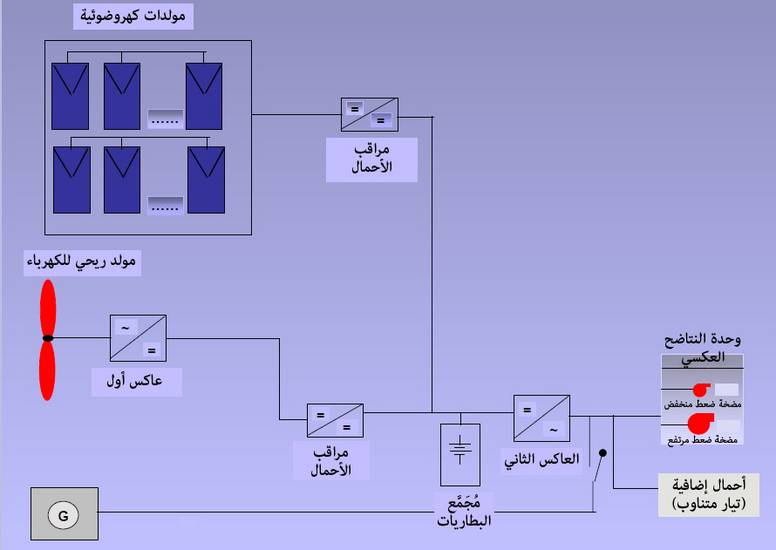 مولدات كهروضوئية
......
......
=
=
مراقب
الأحمال
مولد ريحي للكهرباء
~
=
عاكس أول
=
=
مراقب
الأحمال
مُجَمَّع
البطاريات
=
~
العاكس الثاني
وحدة النتاضح
العكسي
مضخة ضغط منخفض
مضخة ضغط مرتفع
أحمال إضافية
(تيار متناوب)
G